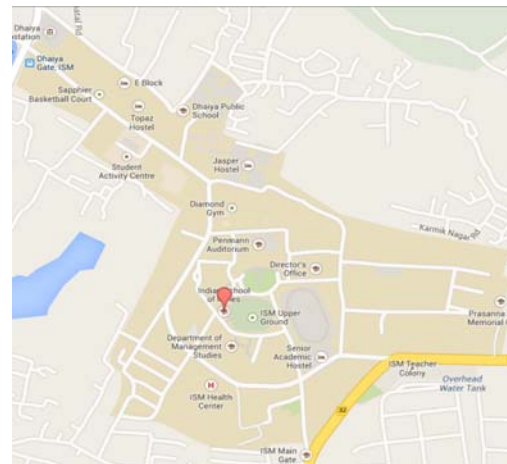 Dhaiya
station
Dhaiya
Gate, ISM
Sapphier
Basketball Court
E Block
Topaz
Hostel
Dhaiya Public
School
Student
Activity Centre
Jasper
Hostel
Diamond
Gym
Karmik Nagar Rd
Penmann
Auditorium
Director's
Office
Indian School
of
ISM Upper
Ground
Prasanna
Memorial
Department of
Management
Studies
Senior
Academic
Hostel
ISM Teacher
Colony
Overhead
Water Tank
ISM Health
Center
32
ISM Main
Gate